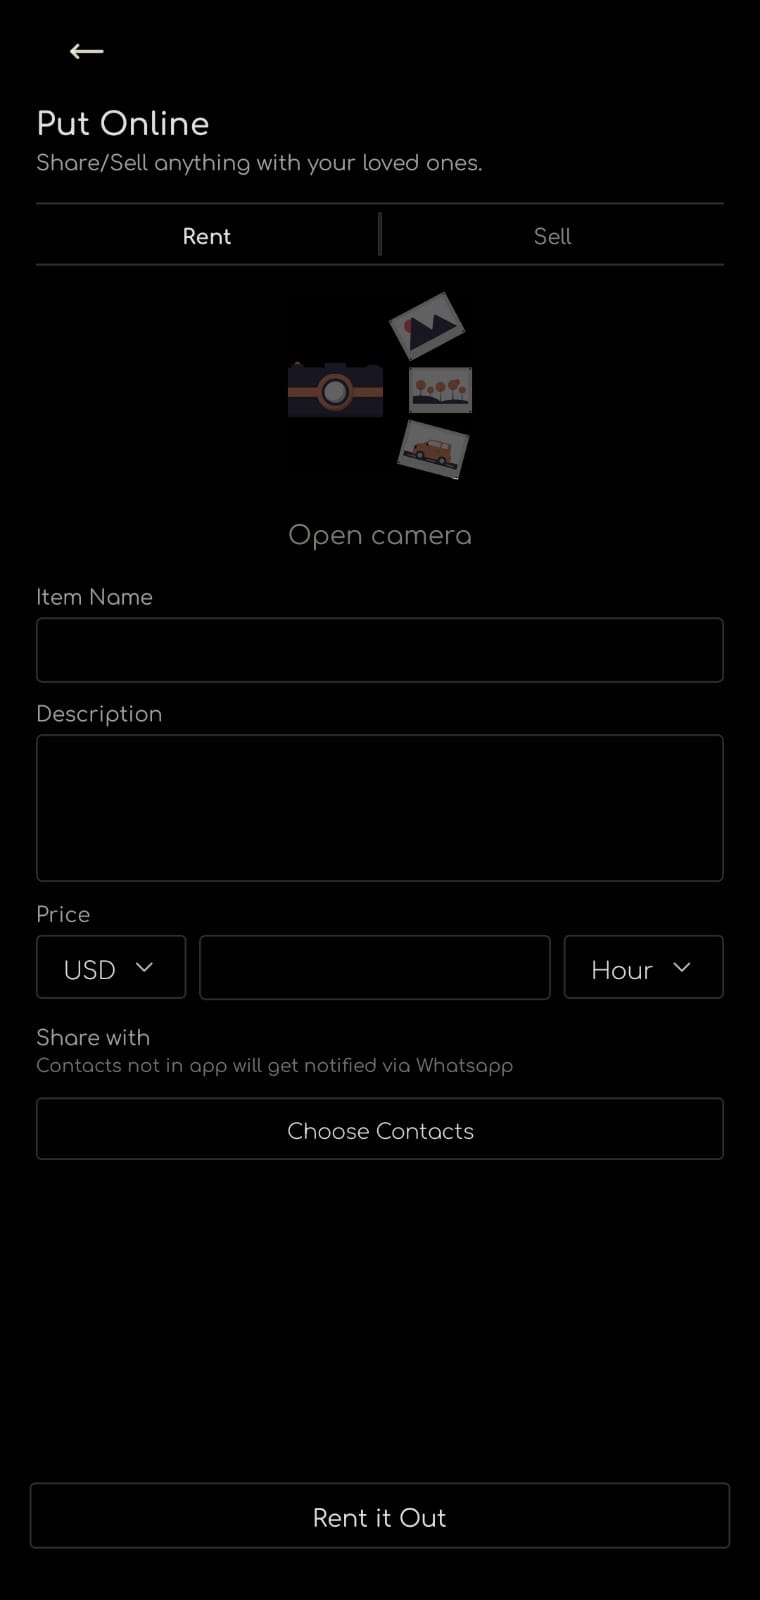 Put Online
Share/Sell anything with your loved ones.
Rent
Sell
Open camera
Item Name
Description
Price
USD
Hour
Share with
Contacts not in app will get notified via Whatsapp
Choose Contacts
Rent it Out